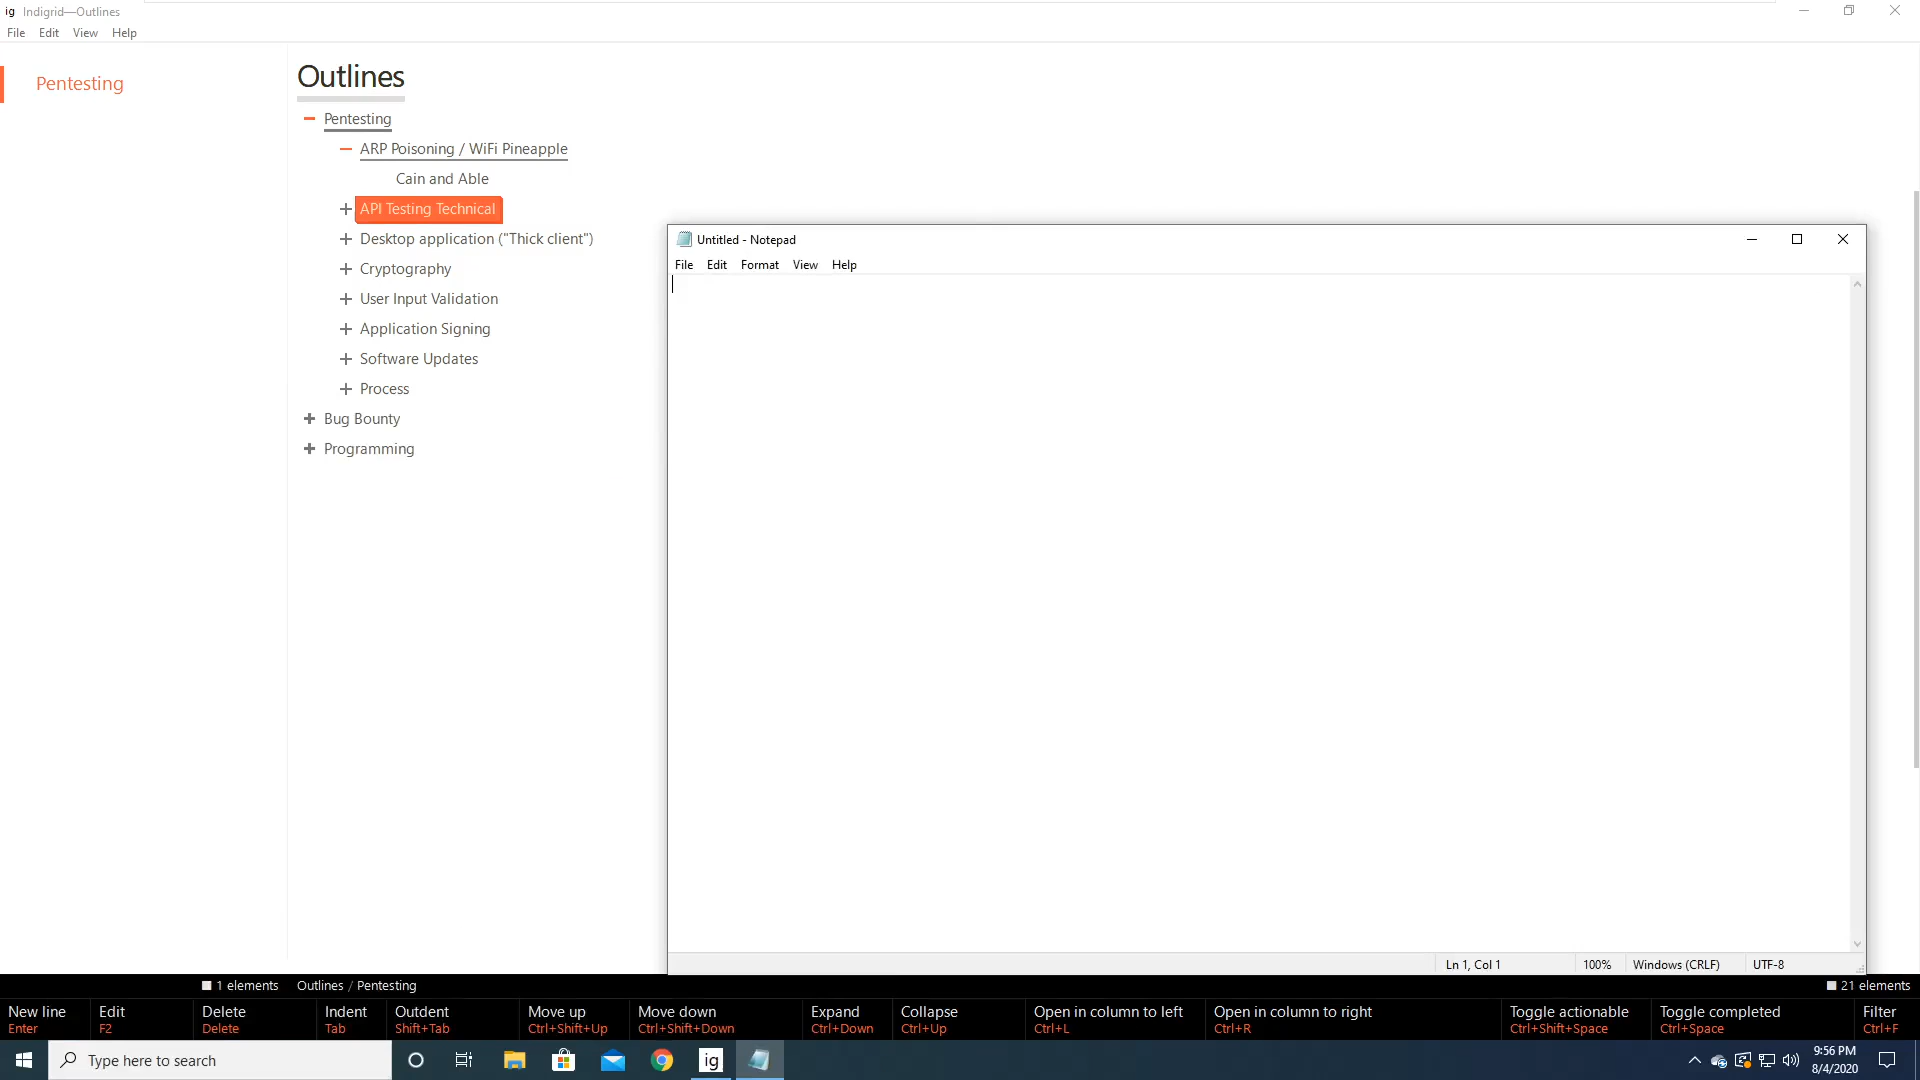 ig Indigrid—Outlines
File Edit View Help
Pentesting
Outlines
Pentesting
ARP Poisoning / WiFi Pineapple
Cain and Able
API Testing Technical
Desktop application ("Thick client")
Cryptography
User Input Validation
Application Signing
Software Updates
Process
Bug Bounty
Programming
Untitled - Notepad
File Edit Format View Help
Ln 1, Col 1 100% Windows (CRLF) UTF-8
1 elements Outlines / Pentesting 21 elements
New line Edit Delete Indent Outdent Move up Move down Expand Collapse Open in column to left Open in column to right Toggle actionable Toggle completed Filter
Enter F2 Delete Tab Shift+Tab Ctrl+Shift+Up Ctrl+Shift+Down Ctrl+Down Ctrl+Up Ctrl+L Ctrl+R Ctrl+Shift+Space Ctrl+Space Ctrl+F
Type here to search ig
9:56 PM
8/4/2020